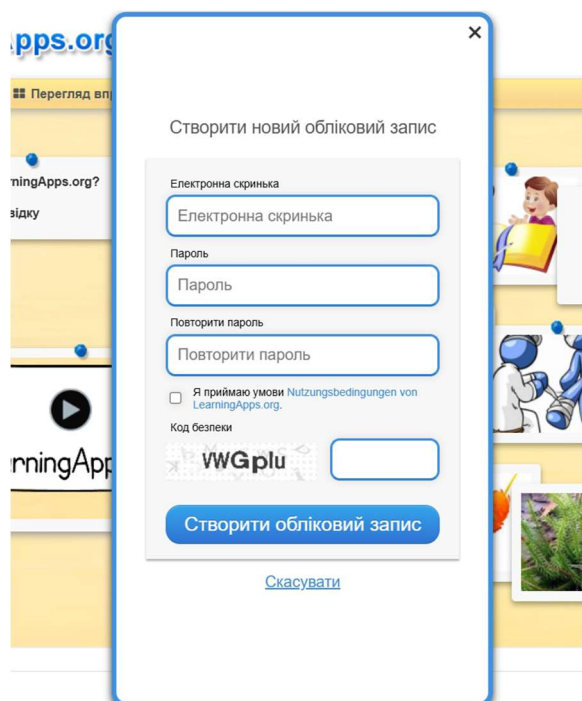 pps.org
Перегляд впр
rningApps.org?
відку
rningApp
×
Створити новий обліковий запис
Електронна скринька
Електронна скринька
Пароль
Пароль
Повторити пароль
Повторити пароль
Я приймаю умови Nutzungsbedingungen von
LearningApps.org.
Код безпеки
VWGplu
Створити обліковий запис
Скасувати